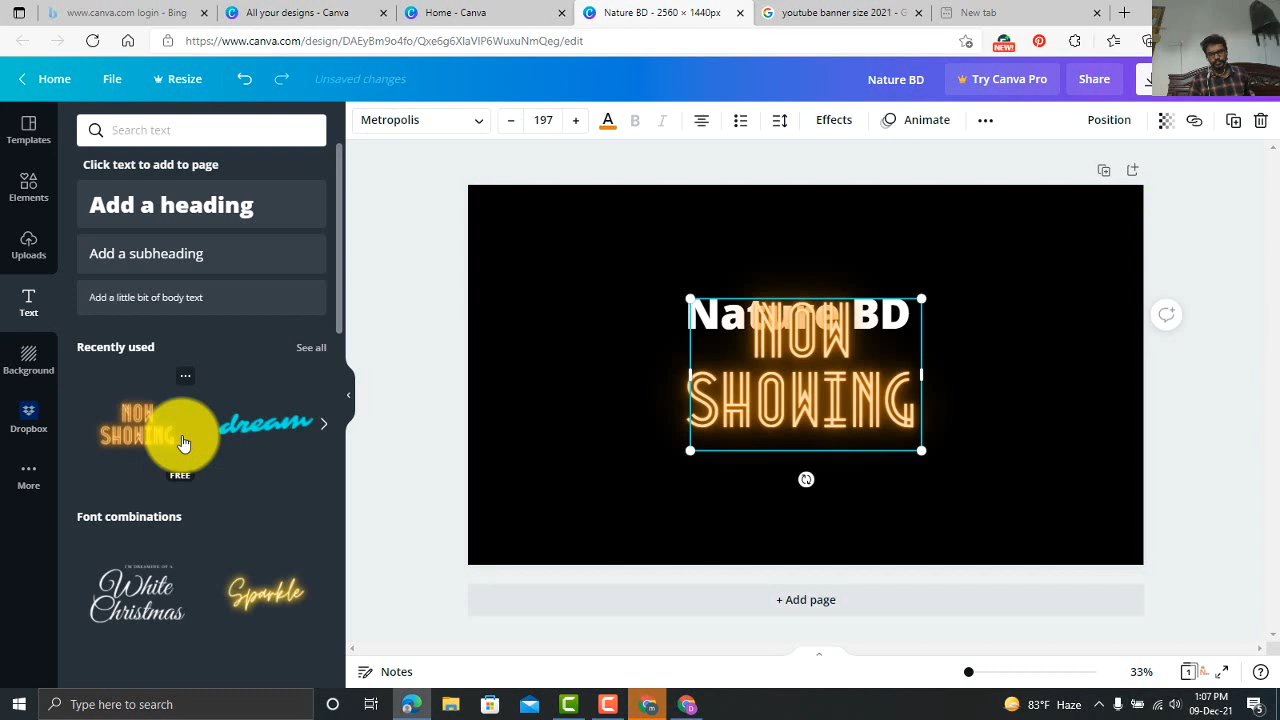 www.canva.com/login - Bing
All your designs - Canva
Home - Canva
Nature BD - 2560 × 1440px
youtube banner size 2021 - G
New tab
https://www.canva.com/design/DAEyBm9o4fo/Qxe6g6XIaVlP6WuxuNmQeg/edit
NEW!
Home
File
Resize
Unsaved changes
Nature BD
Try Canva Pro
Share
Templates
Elements
Uploads
Text
Background
Dropbox
More
Search text
Click text to add to page
Add a heading
Add a subheading
Add a little bit of body text
Recently used
See all
NOW
SHOWING
dream
FREE
Font combinations
I'M DREAMING OF A
White
Christmas
Sparkle
Metropolis
197
A
B
I
Effects
Animate
Position
Nature BD
NOW
SHOWING
+ Add page
Notes
33%
1
Type here to search
83°F Haze
1:07 PM
09-Dec-21